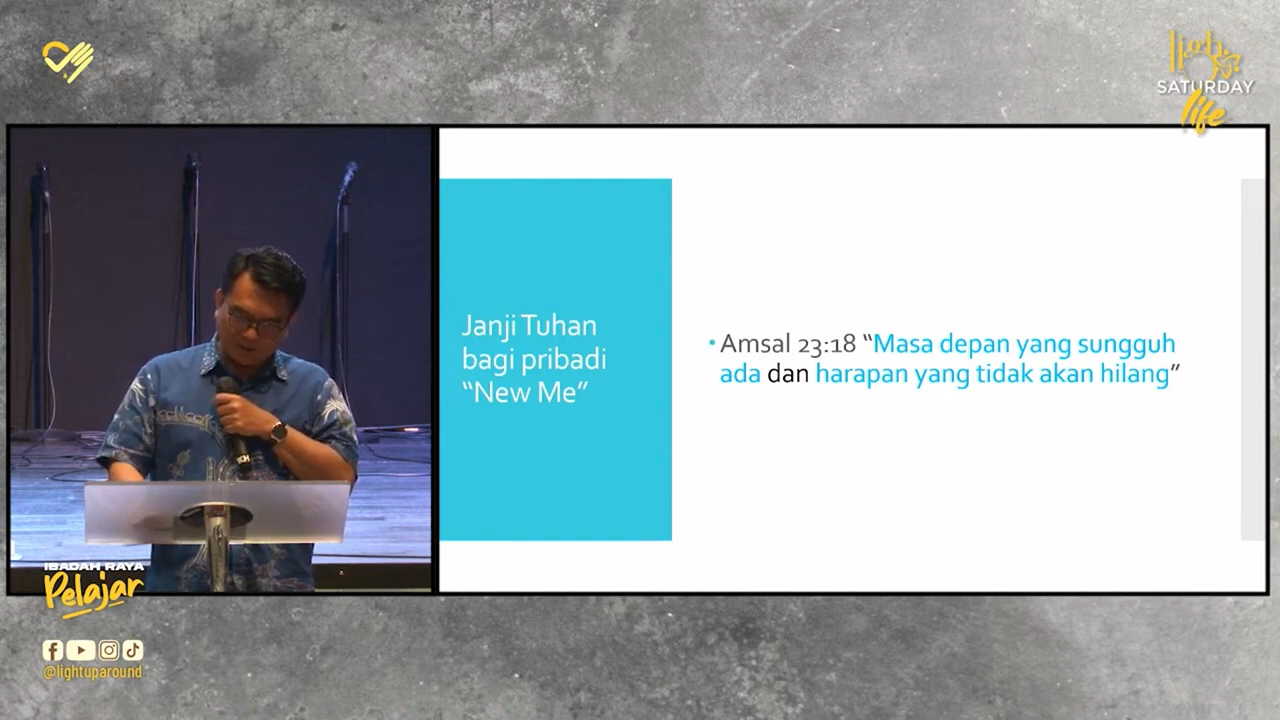 SATURDAY
life
Janji Tuhan
bagi pribadi
“New Me”
• Amsal 23:18 “Masa depan yang sungguh
ada dan harapan yang tidak akan hilang”
IBADAH RAYA
Pelajar
@lightuparound